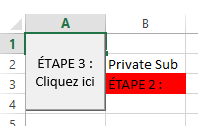 A B
1
2
3
4
ÉTAPE 3 :
Cliquez ici
Private Sub
ÉTAPE 2 :